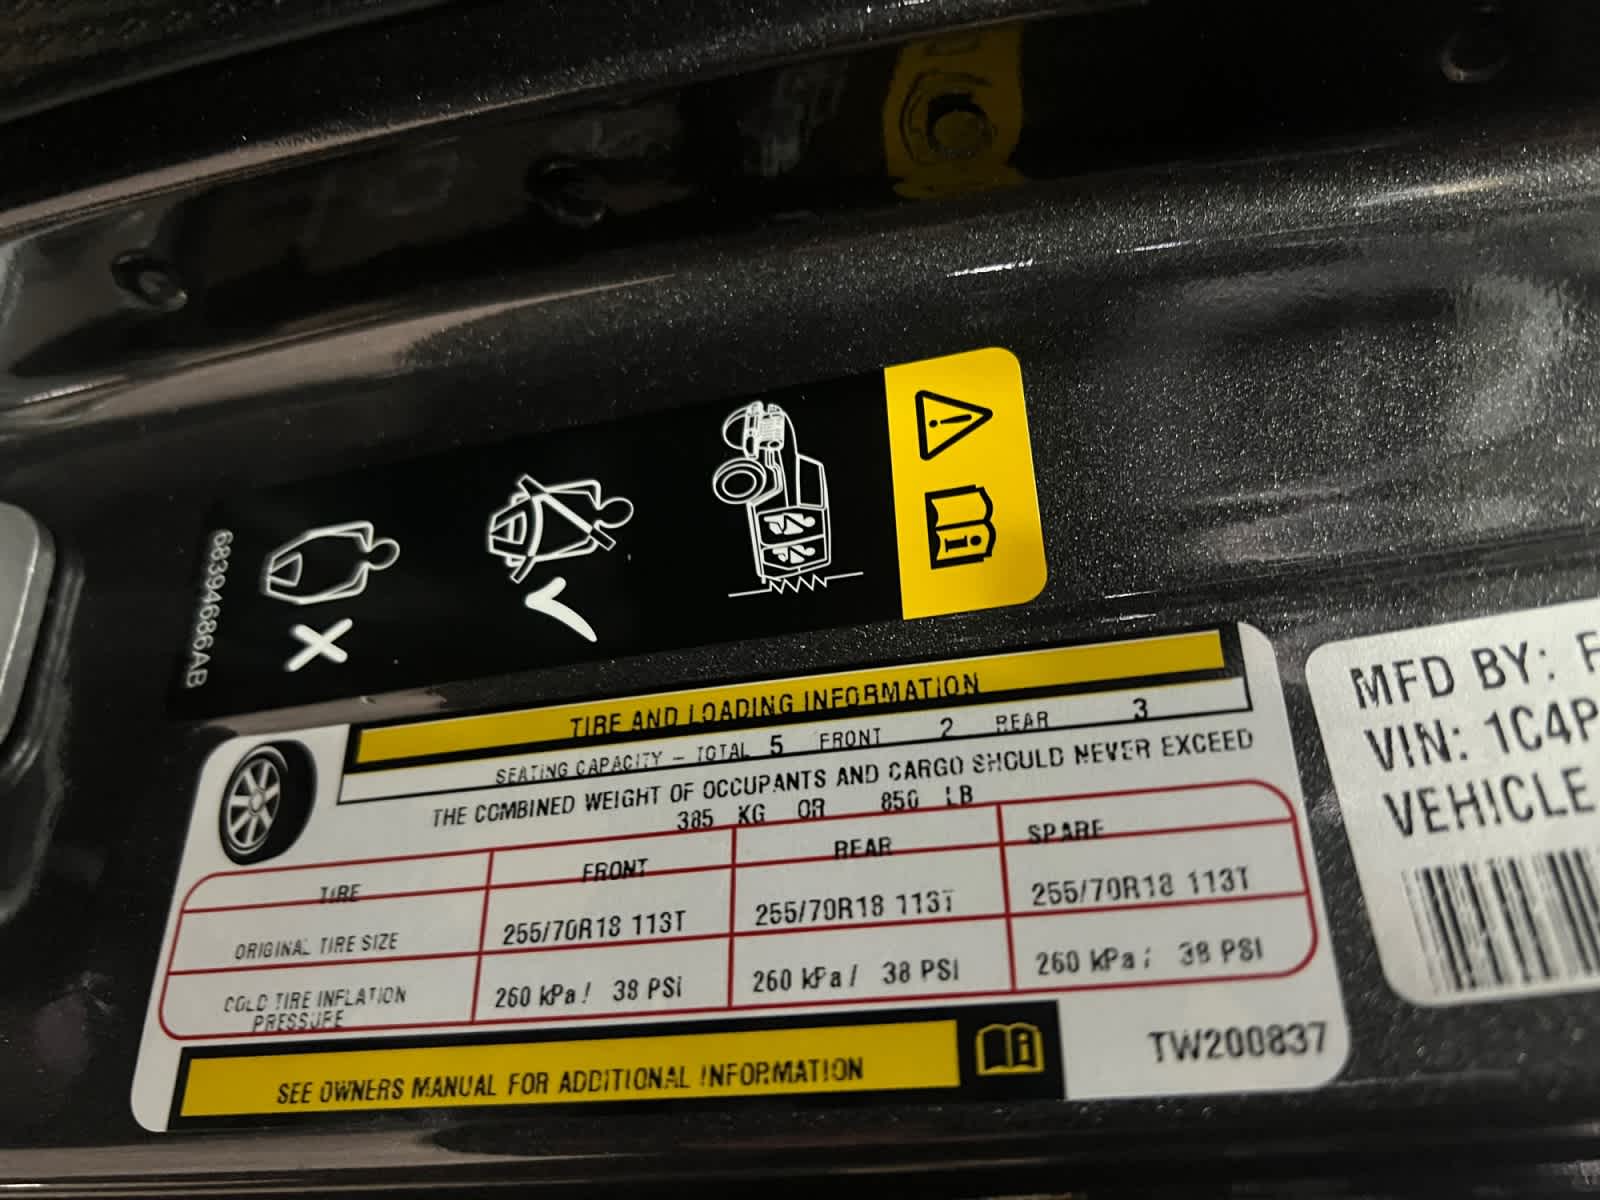 68394686AB
TIRE AND LOADING INFORMATION
SEATING CAPACITY – TOTAL 5 FRONT 2 REAR 3
THE COMBINED WEIGHT OF OCCUPANTS AND CARGO SHOULD NEVER EXCEED
385 KG OR 850 LB
TIRE FRONT REAR SPARE
ORIGINAL TIRE SIZE 255/70R18 113T 255/70R18 113T 255/70R18 113T
COLD TIRE INFLATION
PRESSURE 260 kPa / 38 PSI 260 kPa / 38 PSI 260 kPa / 38 PSI
SEE OWNERS MANUAL FOR ADDITIONAL INFORMATION
TW200837
MFD BY: F
VIN: 1C4P
VEHICLE